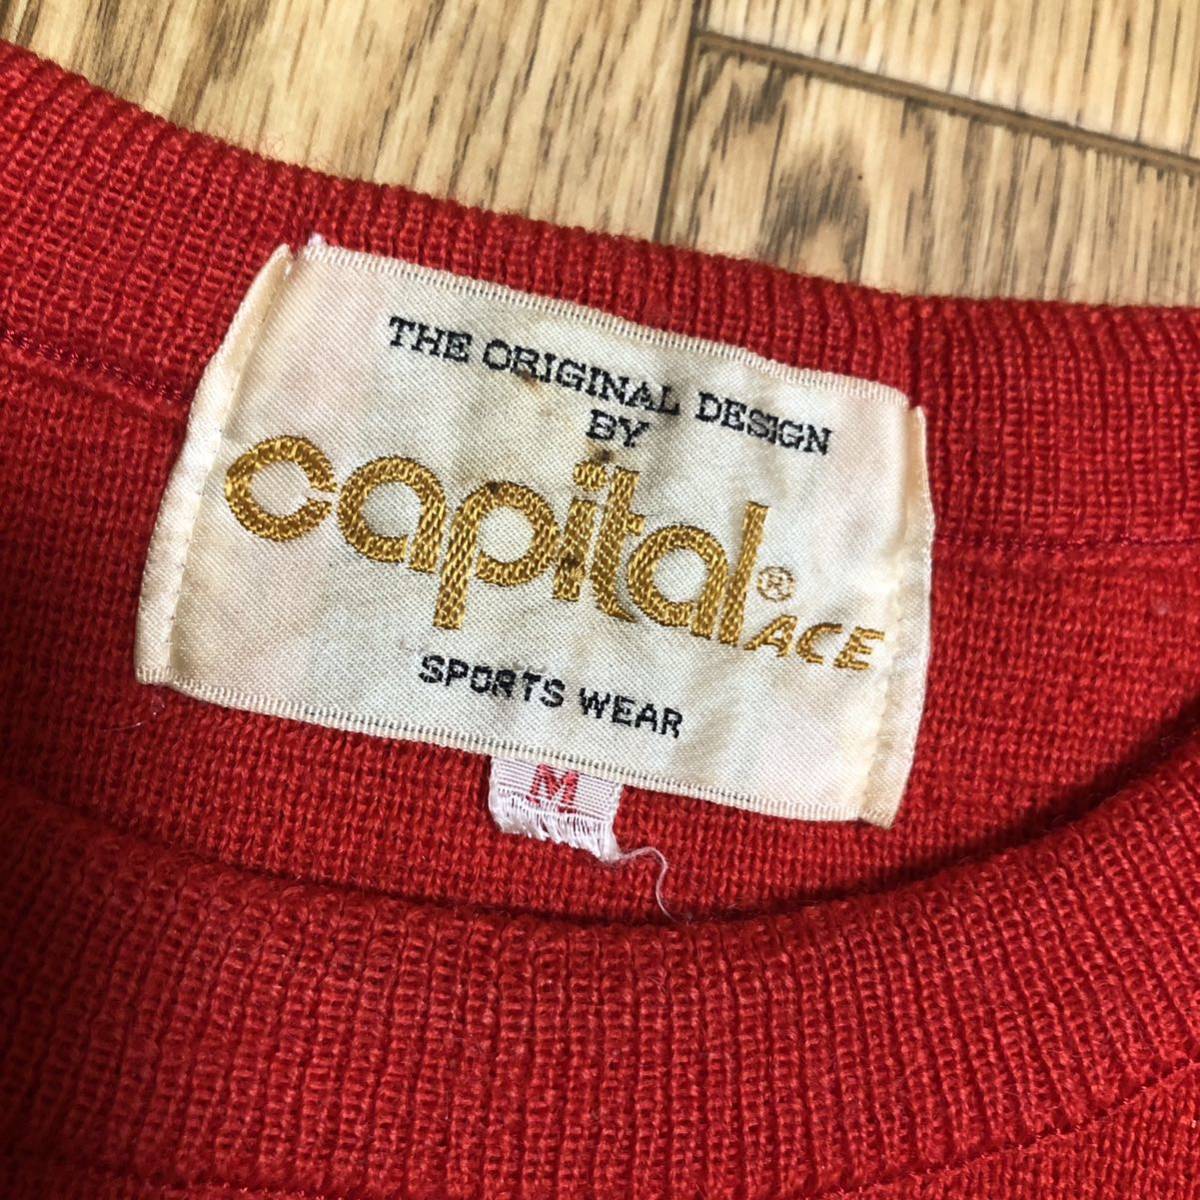 THE ORIGINAL DESIGN
BY
capital® ACE
SPORTS WEAR
M